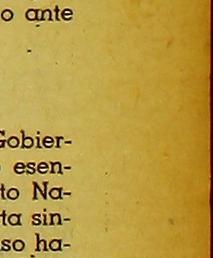 o ante
Gobier-
esen-
to Na-
ta sin-
so ha-